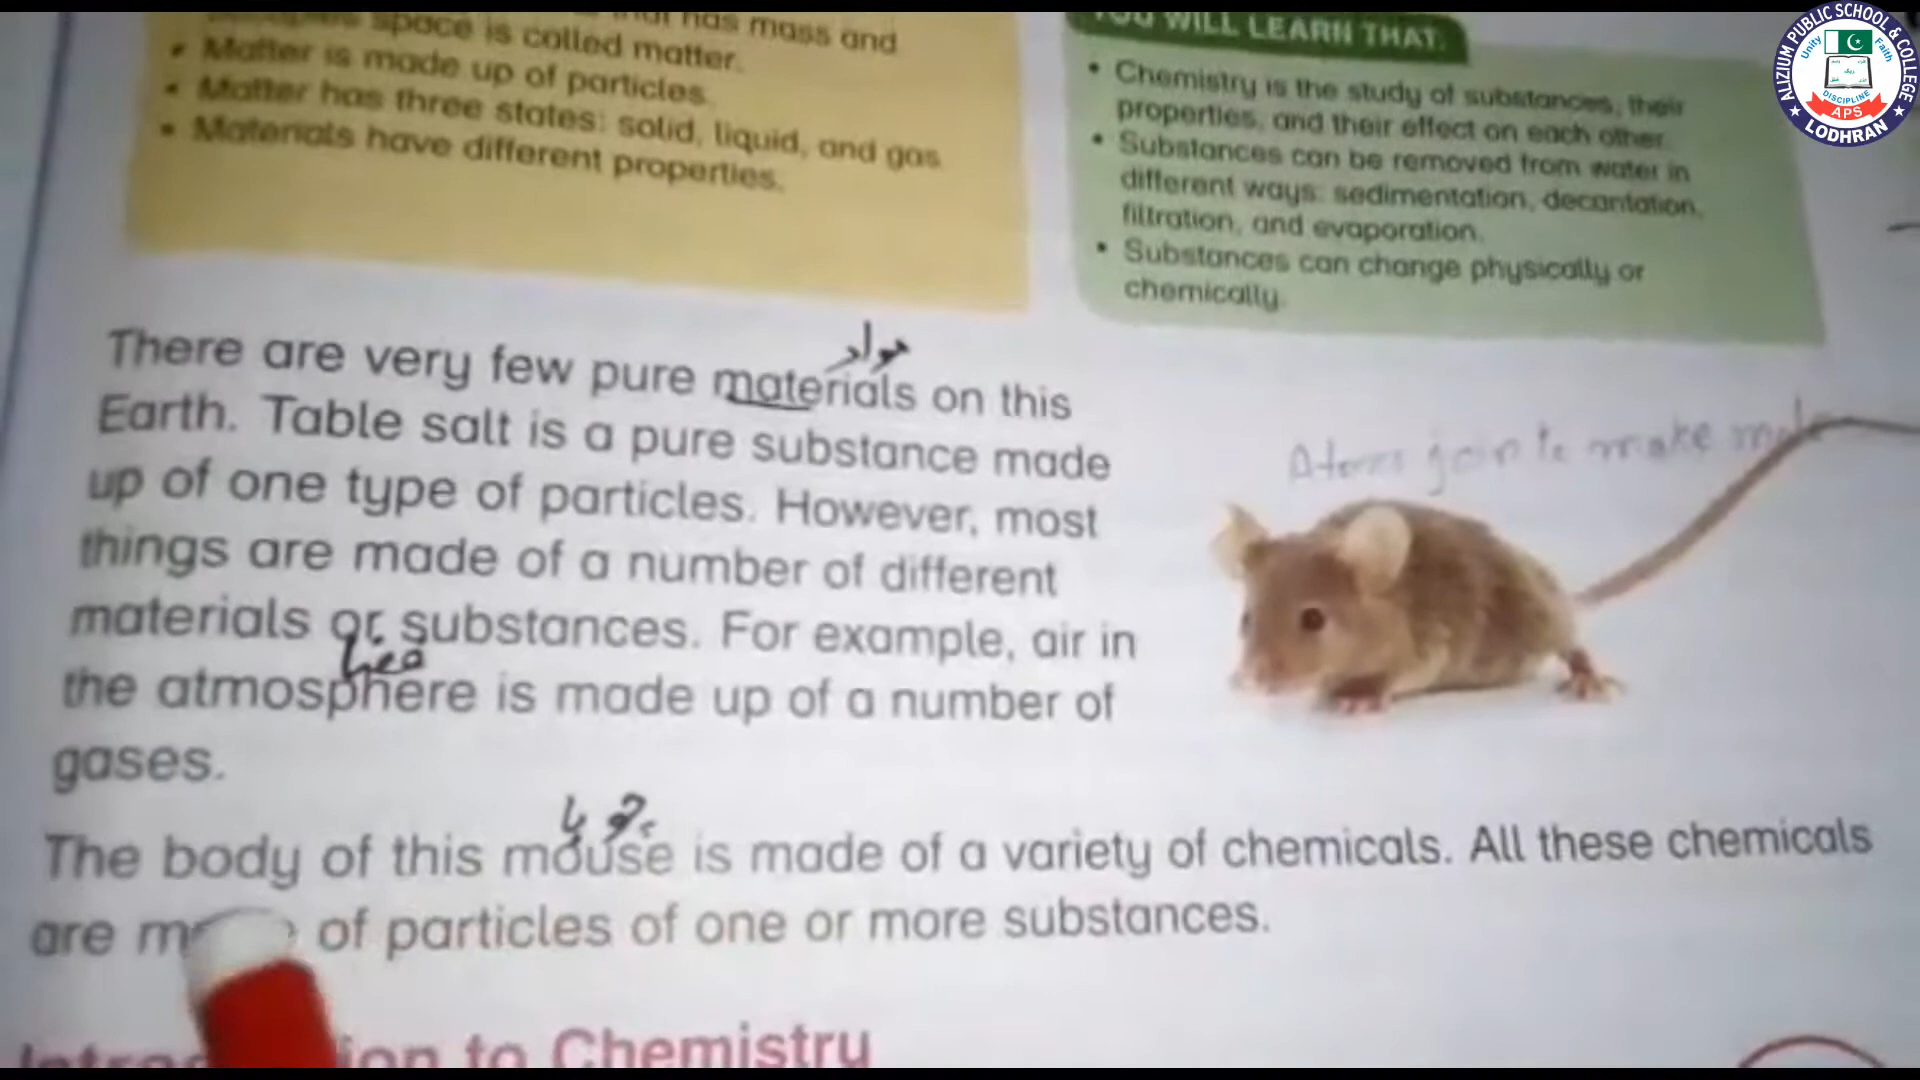 has mass and
space is called matter.
• Matter is made up of particles.
• Matter has three states: solid, liquid, and gas.
• Materials have different properties.
YOU WILL LEARN THAT:
• Chemistry is the study of substances, their
properties, and their effect on each other.
• Substances can be removed from water in
different ways: sedimentation, decantation,
filtration, and evaporation.
• Substances can change physically or
chemically.
مواد
There are very few pure materials on this
Earth. Table salt is a pure substance made
up of one type of particles. However, most
things are made of a number of different
materials or substances. For example, air in
the atmosphere is made up of a number of
gases.
Atoms join to make
چوہا
The body of this mouse is made of a variety of chemicals. All these chemicals
are of particles of one or more substances.
to Chemistry
ALIZIUM PUBLIC SCHOOL & COLLEGE
Unity
Faith
DISCIPLINE
APS
LODHRAN